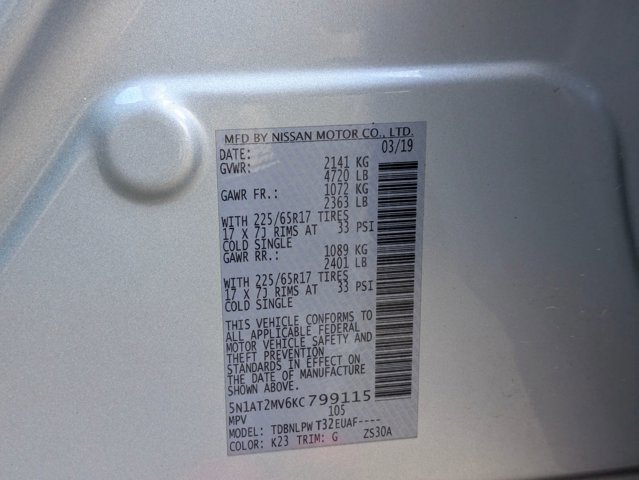 MFD BY NISSAN MOTOR CO., LTD.
DATE: 03/19
GVWR: 2141 KG
4720 LB
GAWR FR.: 1072 KG
2363 LB
WITH 225/65R17 TIRES
17 X 7J RIMS AT 33 PSI
COLD SINGLE
GAWR RR.: 1089 KG
2401 LB
WITH 225/65R17 TIRES
17 X 7J RIMS AT 33 PSI
COLD SINGLE
THIS VEHICLE CONFORMS TO
ALL APPLICABLE FEDERAL
MOTOR VEHICLE SAFETY AND
THEFT PREVENTION
STANDARDS IN EFFECT ON
THE DATE OF MANUFACTURE
SHOWN ABOVE.
5N1AT2MV6KC799115
MPV 105
MODEL: TDBNLPW T32EUAF----
COLOR: K23 TRIM: G ZS30A